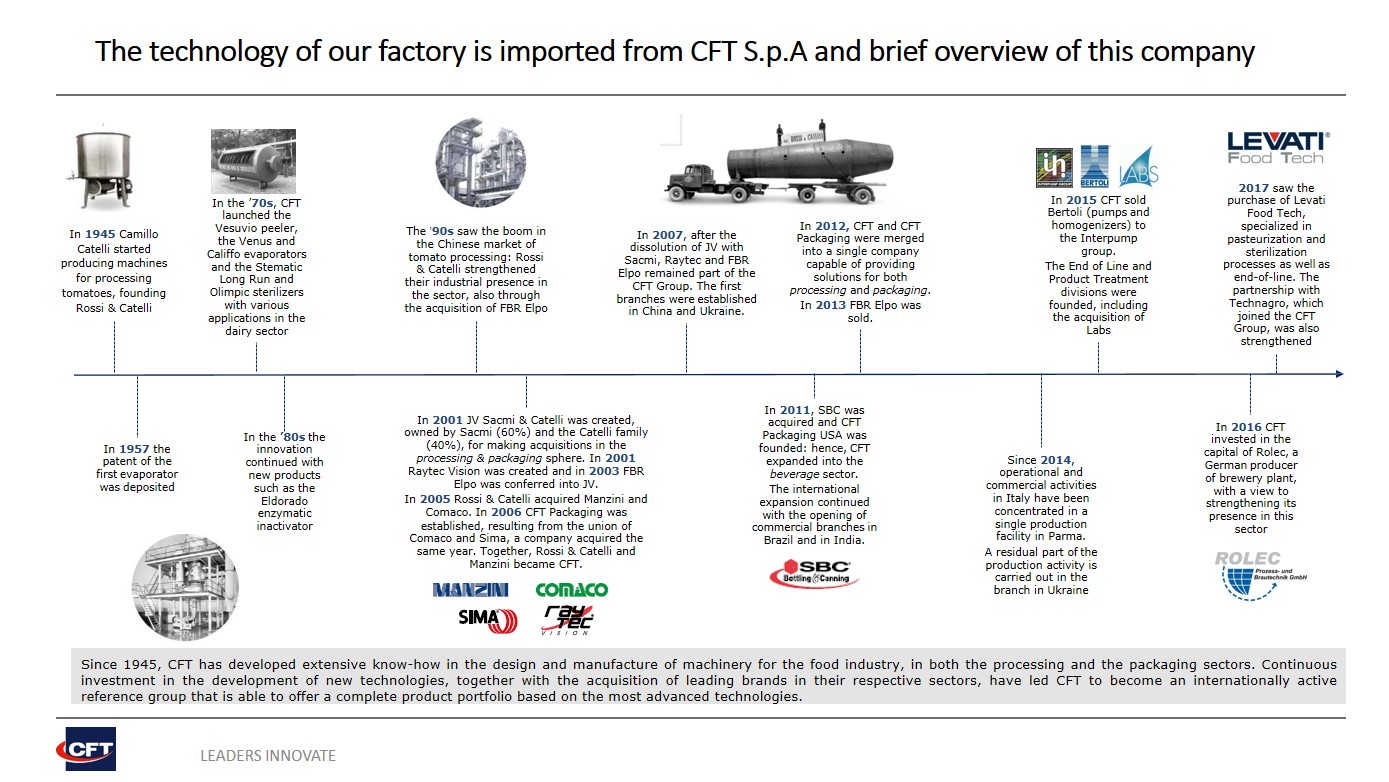 The technology of our factory is imported from CFT S.p.A and brief overview of this company
In 1945 Camillo
Catelli started
producing machines
for processing
tomatoes, founding
Rossi & Catelli
In the ’70s, CFT
launched the
Vesuvio peeler,
the Venus and
Califfo evaporators
and the Stematic
Long Run and
Olimpic sterilizers
with various
applications in the
dairy sector
The ’90s saw the boom in
the Chinese market of
tomato processing: Rossi
& Catelli strengthened
their industrial presence in
the sector, also through
the acquisition of FBR Elpo
ROSSI & CATELLI
In 2007, after the
dissolution of JV with
Sacmi, Raytec and FBR
Elpo remained part of the
CFT Group. The first
branches were established
in China and Ukraine.
In 2012, CFT and CFT
Packaging were merged
into a single company
capable of providing
solutions for both
processing and packaging.
In 2013 FBR Elpo was
sold.
INTERPUMP GROUP
BERTOLI
LABS
In 2015 CFT sold
Bertoli (pumps and
homogenizers) to
the Interpump
group.
The End of Line and
Product Treatment
divisions were
founded, including
the acquisition of
Labs
LEVATI®
Food Tech
2017 saw the
purchase of Levati
Food Tech,
specialized in
pasteurization and
sterilization
processes as well as
end-of-line. The
partnership with
Technagro, which
joined the CFT
Group, was also
strengthened
In 1957 the
patent of the
first evaporator
was deposited
In the ’80s the
innovation
continued with
new products
such as the
Eldorado
enzymatic
inactivator
In 2001 JV Sacmi & Catelli was created,
owned by Sacmi (60%) and the Catelli family
(40%), for making acquisitions in the
processing & packaging sphere. In 2001
Raytec Vision was created and in 2003 FBR
Elpo was conferred into JV.
In 2005 Rossi & Catelli acquired Manzini and
Comaco. In 2006 CFT Packaging was
established, resulting from the union of
Comaco and Sima, a company acquired the
same year. Together, Rossi & Catelli and
Manzini became CFT.
MANZINI
COMACO
SIMA
rayTEC
VISION
In 2011, SBC was
acquired and CFT
Packaging USA was
founded: hence, CFT
expanded into the
beverage sector.
The international
expansion continued
with the opening of
commercial branches in
Brazil and in India.
SBC
Bottling & Canning
Since 2014,
operational and
commercial activities
in Italy have been
concentrated in a
single production
facility in Parma.
A residual part of the
production activity is
carried out in the
branch in Ukraine
In 2016 CFT
invested in the
capital of Rolec, a
German producer
of brewery plant,
with a view to
strengthening its
presence in this
sector
ROLEC
Prozess- und
Brautechnik GmbH
Since 1945, CFT has developed extensive know-how in the design and manufacture of machinery for the food industry, in both the processing and the packaging sectors. Continuous
investment in the development of new technologies, together with the acquisition of leading brands in their respective sectors, have led CFT to become an internationally active
reference group that is able to offer a complete product portfolio based on the most advanced technologies.
CFT
LEADERS INNOVATE